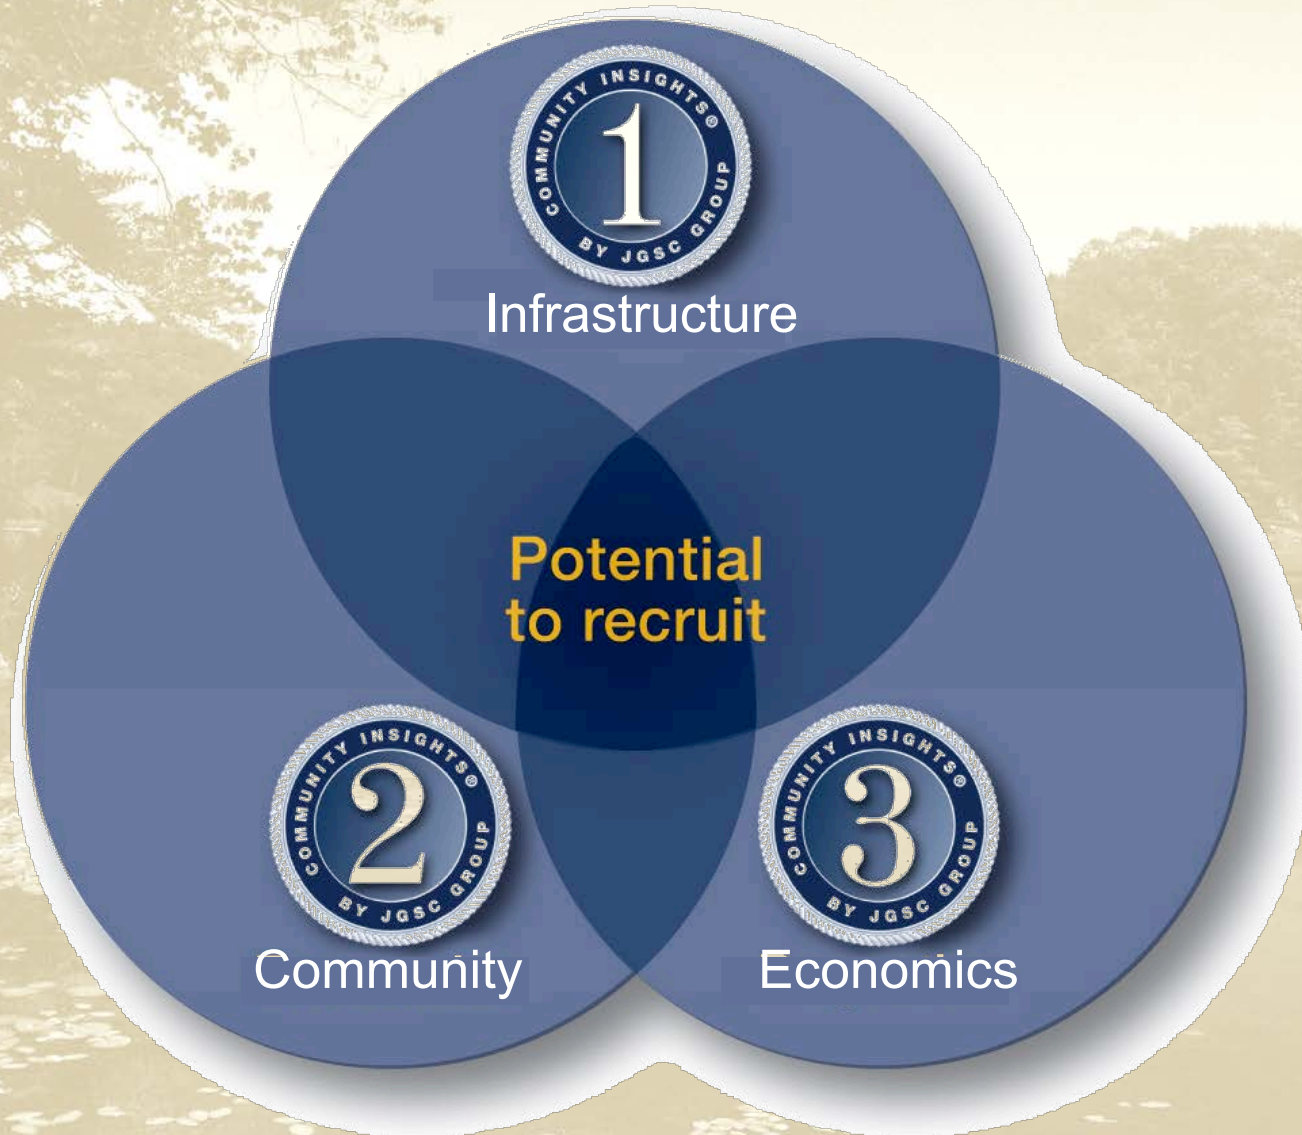 COMMUNITY INSIGHTS®
1
BY JGSC GROUP
Infrastructure
Potential
to recruit
COMMUNITY INSIGHTS®
2
BY JGSC GROUP
Community
COMMUNITY INSIGHTS®
3
BY JGSC GROUP
Economics